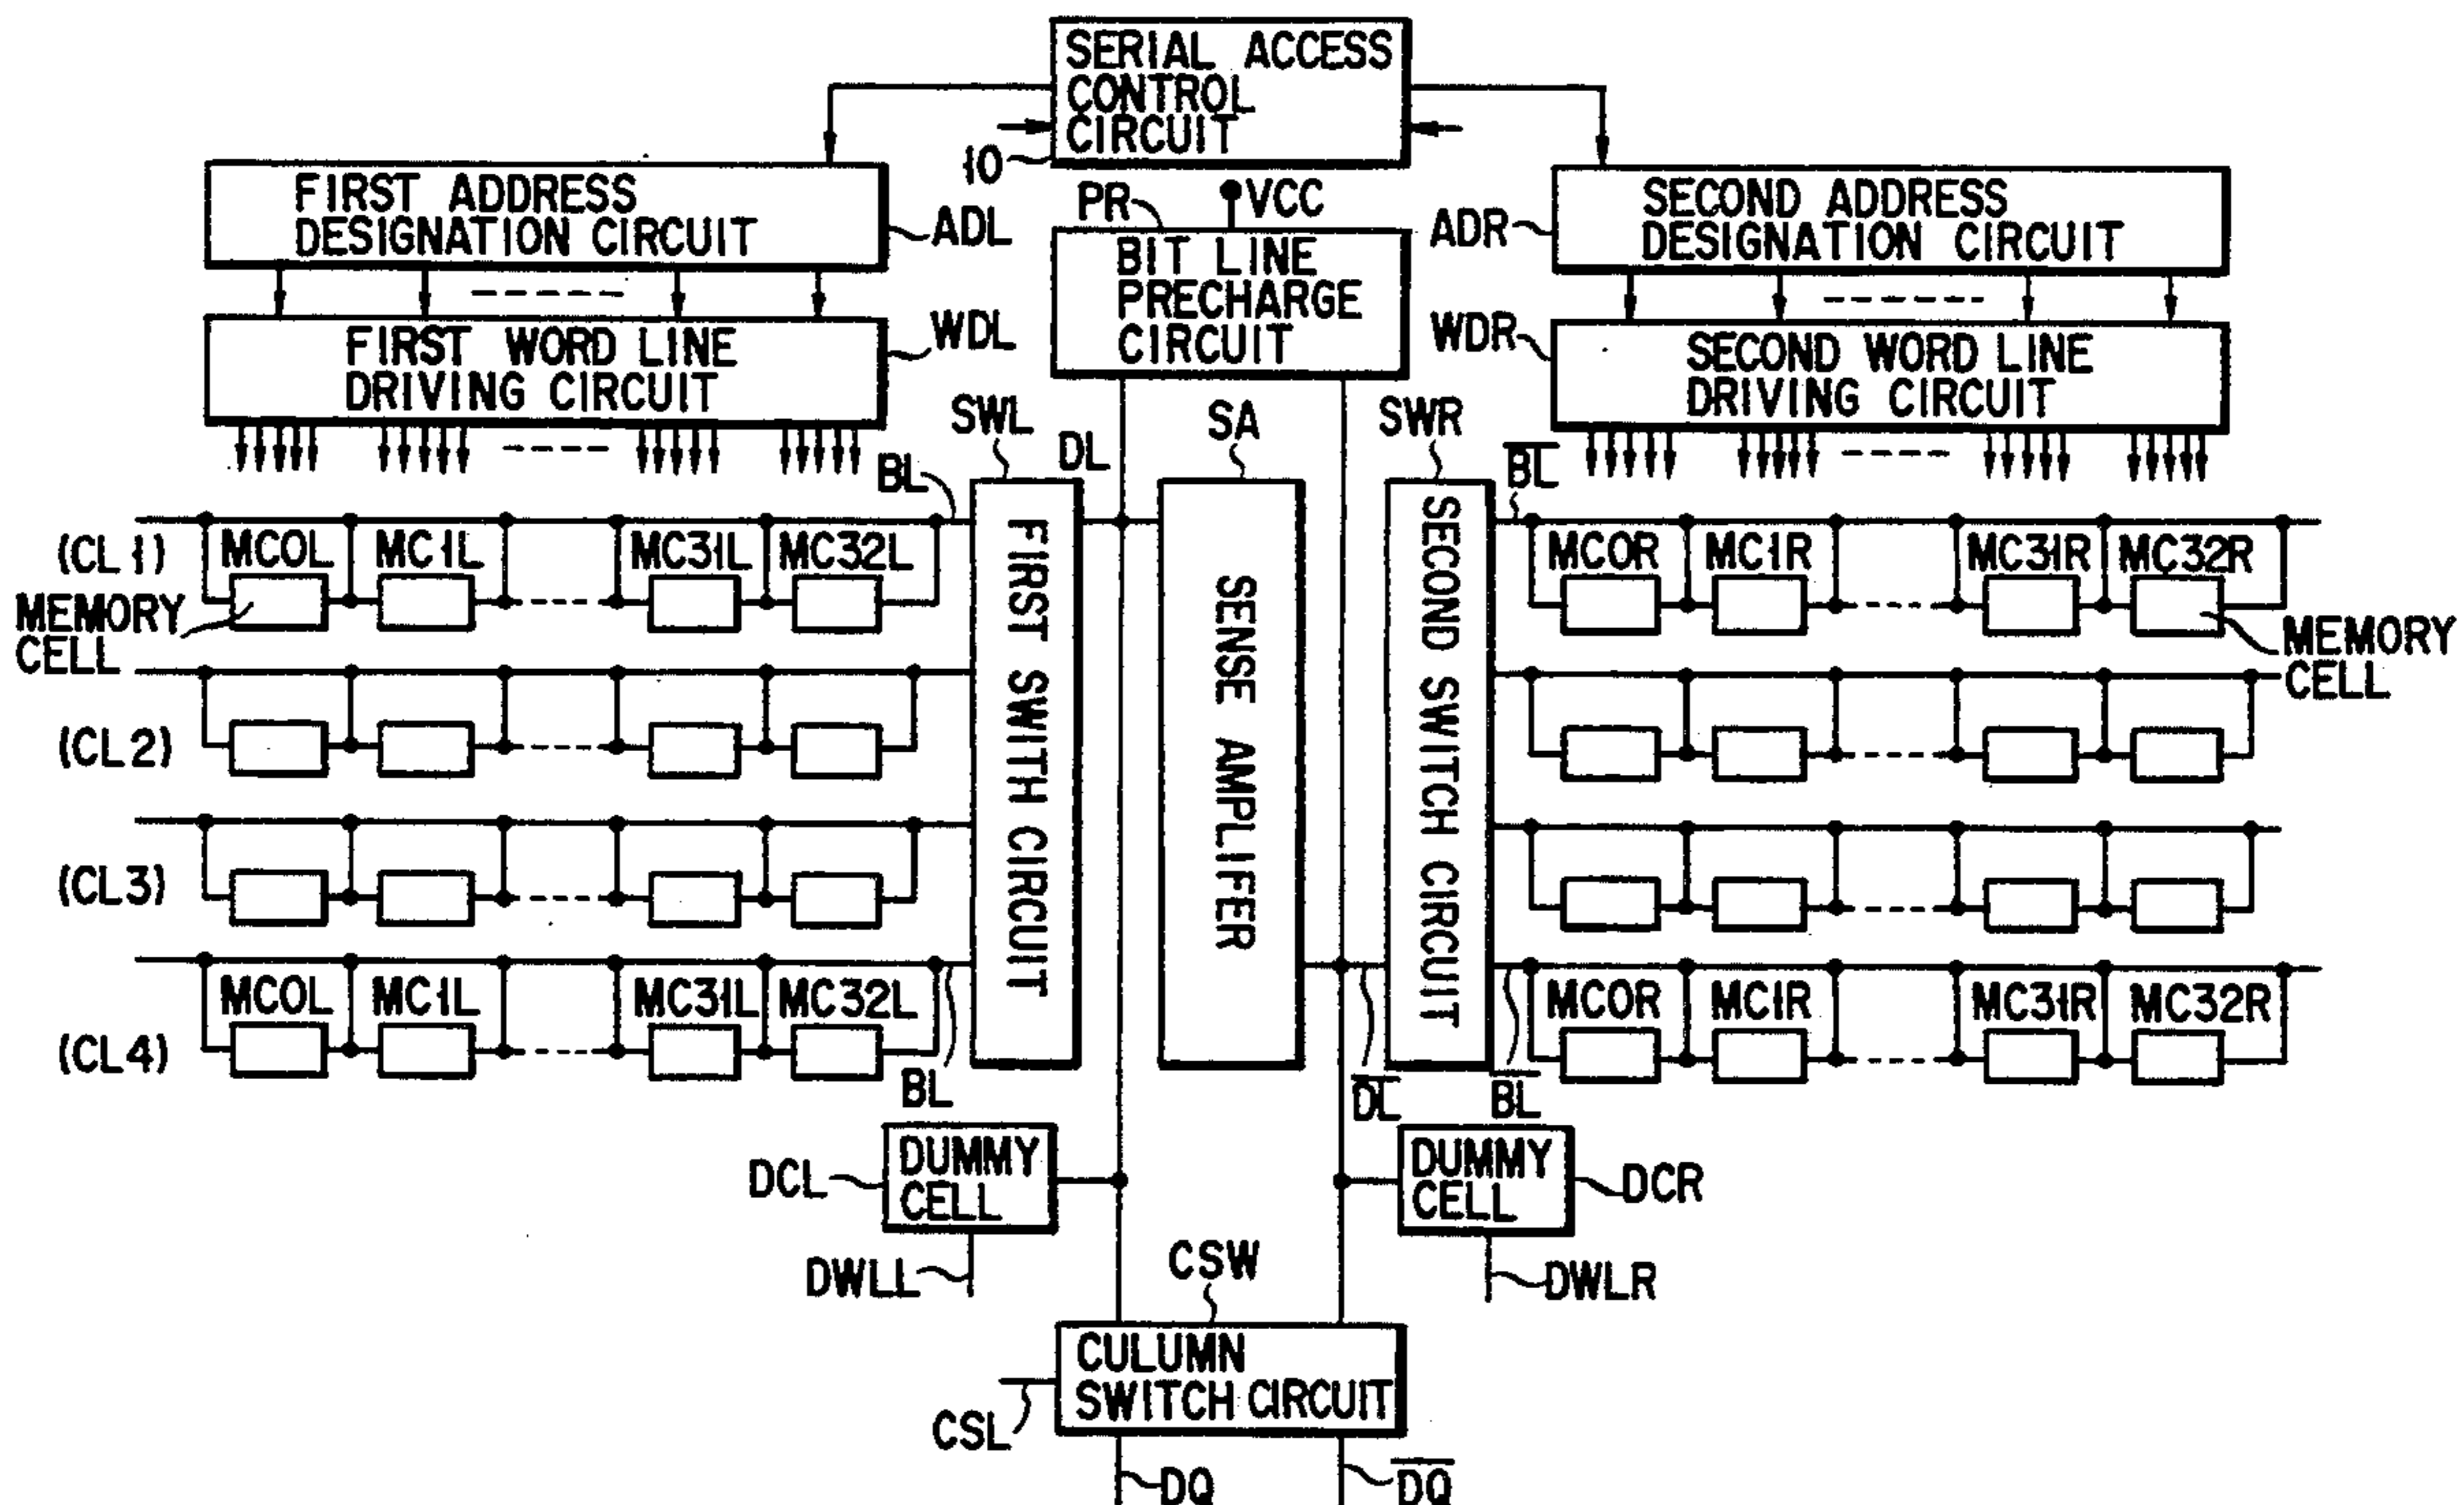 SERIAL ACCESS
CONTROL
CIRCUIT
10
FIRST ADDRESS
DESIGNATION CIRCUIT
ADL
PR
VCC
ADR
SECOND ADDRESS
DESIGNATION CIRCUIT
BIT LINE
PRECHARGE
CIRCUIT
FIRST WORD LINE
DRIVING CIRCUIT
WDL
WDR
SECOND WORD LINE
DRIVING CIRCUIT
SWL
DL
SA
SWR
BL
B̅L̅
(CL1)
MC0L
MC1L
MC31L
MC32L
MC0R
MC1R
MC31R
MC32R
MEMORY
CELL
FIRST SWITH CIRCUIT
SENSE AMPLIFER
SECOND SWITCH CIRCUIT
MEMORY
CELL
(CL2)
(CL3)
(CL4)
MC0L
MC1L
MC31L
MC32L
MC0R
MC1R
MC31R
MC32R
BL
D̅L̅
B̅L̅
DCL
DUMMY
CELL
DUMMY
CELL
DCR
DWLL
CSW
DWLR
CULUMN
SWITCH CIRCUIT
CSL
DQ
D̅Q̅